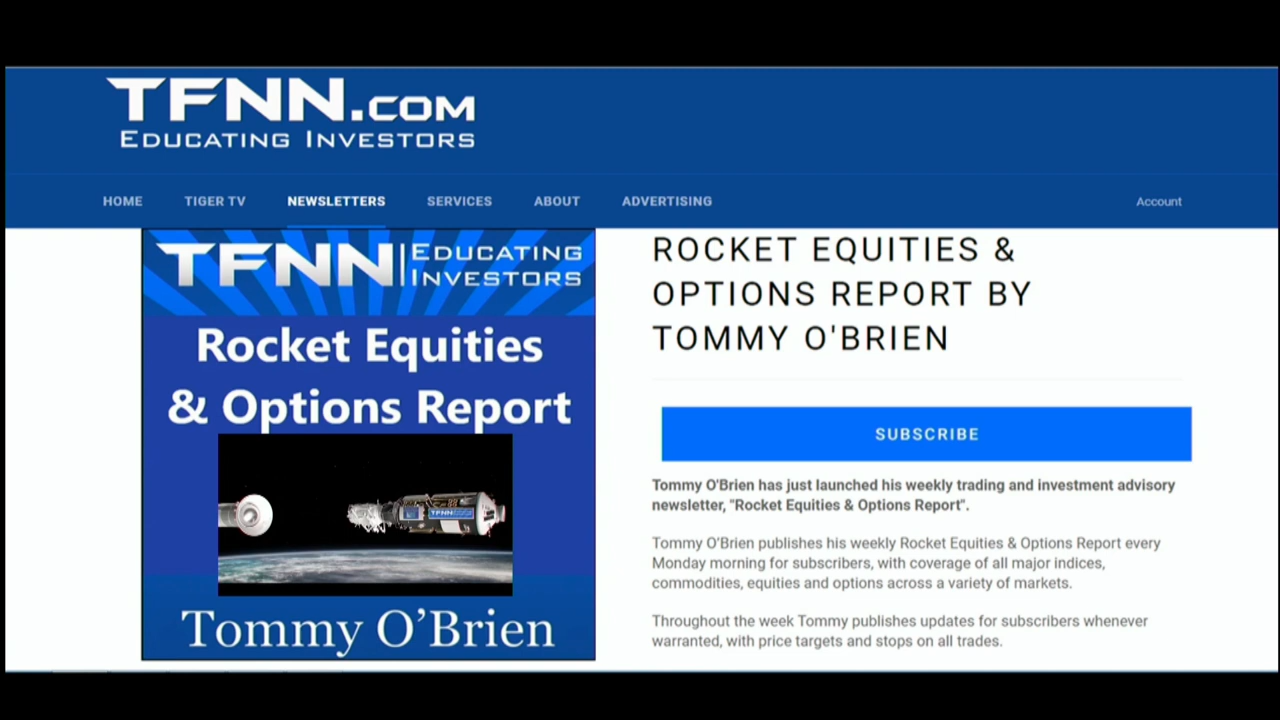 TFNN.COM
EDUCATING INVESTORS
HOME TIGER TV NEWSLETTERS SERVICES ABOUT ADVERTISING Account
TFNN EDUCATING
INVESTORS
Rocket Equities
& Options Report
TFNN
Tommy O’Brien
ROCKET EQUITIES &
OPTIONS REPORT BY
TOMMY O'BRIEN
SUBSCRIBE
Tommy O'Brien has just launched his weekly trading and investment advisory
newsletter, "Rocket Equities & Options Report".
Tommy O’Brien publishes his weekly Rocket Equities & Options Report every
Monday morning for subscribers, with coverage of all major indices,
commodities, equities and options across a variety of markets.
Throughout the week Tommy publishes updates for subscribers whenever
warranted, with price targets and stops on all trades.